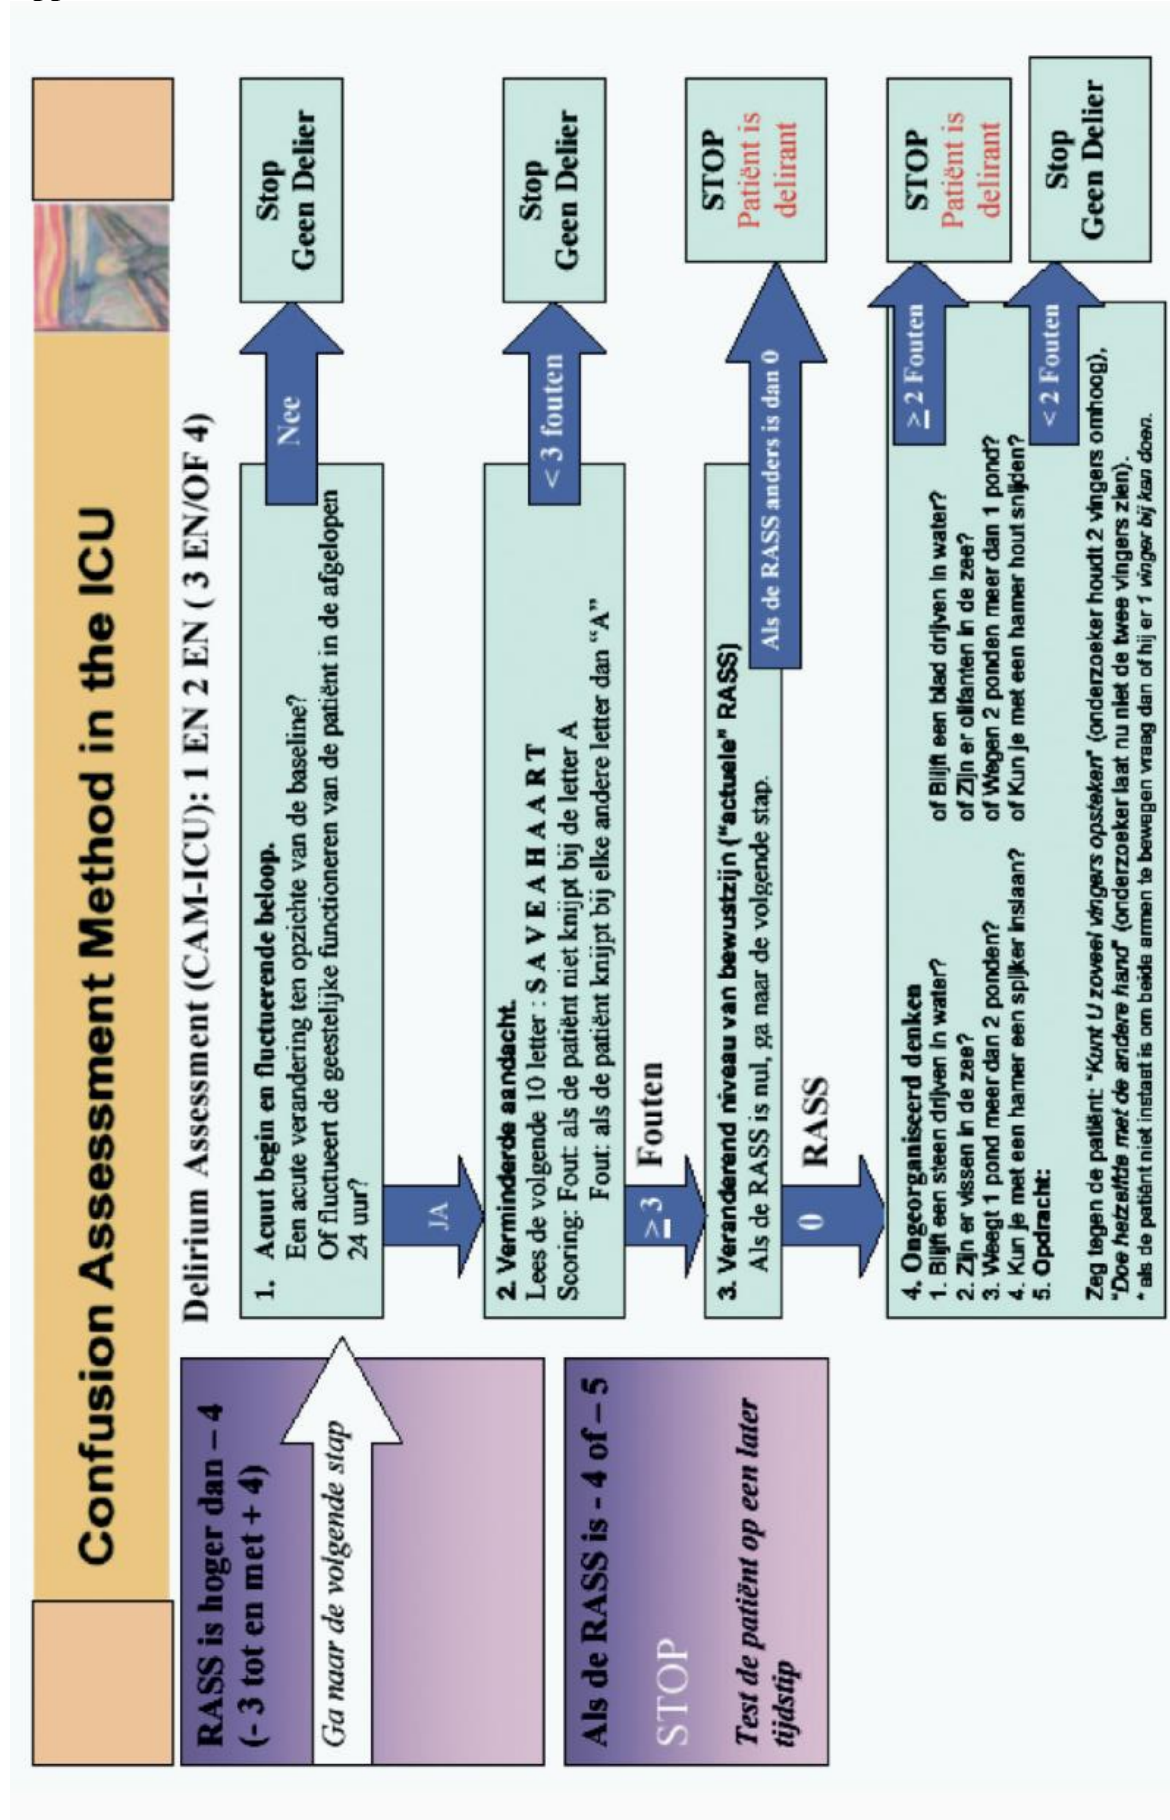 Confusion Assessment Method in the ICU
Delirium Assessment (CAM-ICU): 1 EN 2 EN ( 3 EN/OF 4)
RASS is hoger dan – 4
(- 3 tot en met + 4)
Ga naar de volgende stap
Als de RASS is - 4 of – 5
STOP
Test de patiënt op een later
tijdstip
1. Acuut begin en fluctuerende beloop.
Een acute verandering ten opzichte van de baseline?
Of fluctueert de geestelijke functioneren van de patiënt in de afgelopen
24 uur?
Nee
Stop
Geen Delier
JA
2. Verminderde aandacht.
Lees de volgende 10 letter : S A V E A H A A R T
Scoring: Fout: als de patiënt niet knijpt bij de letter A
Fout: als de patiënt knijpt bij elke andere letter dan “A”
< 3 fouten
Stop
Geen Delier
≥ 3 Fouten
3. Veranderend niveau van bewustzijn (“actuele” RASS)
Als de RASS is nul, ga naar de volgende stap.
Als de RASS anders is dan 0
STOP
Patiënt is
delirant
0 RASS
4. Ongeorganiseerd denken
1. Blijft een steen drijven in water? of Blijft een blad drijven in water?
2. Zijn er vissen in de zee? of Zijn er olifanten in de zee?
3. Weegt 1 pond meer dan 2 ponden? of Wegen 2 ponden meer dan 1 pond?
4. Kun je met een hamer een spijker inslaan? of Kun je met een hamer hout snijden?
5. Opdracht:
Zeg tegen de patiënt: “Kunt U zoveel vingers opsteken” (onderzoeker houdt 2 vingers omhoog),
“Doe hetzelfde met de andere hand” (onderzoeker laat nu niet de twee vingers zien).
* als de patiënt niet instaat is om beide armen te bewegen vraag dan of hij er 1 vinger bij kan doen.
≥ 2 Fouten
STOP
Patiënt is
delirant
< 2 Fouten
Stop
Geen Delier